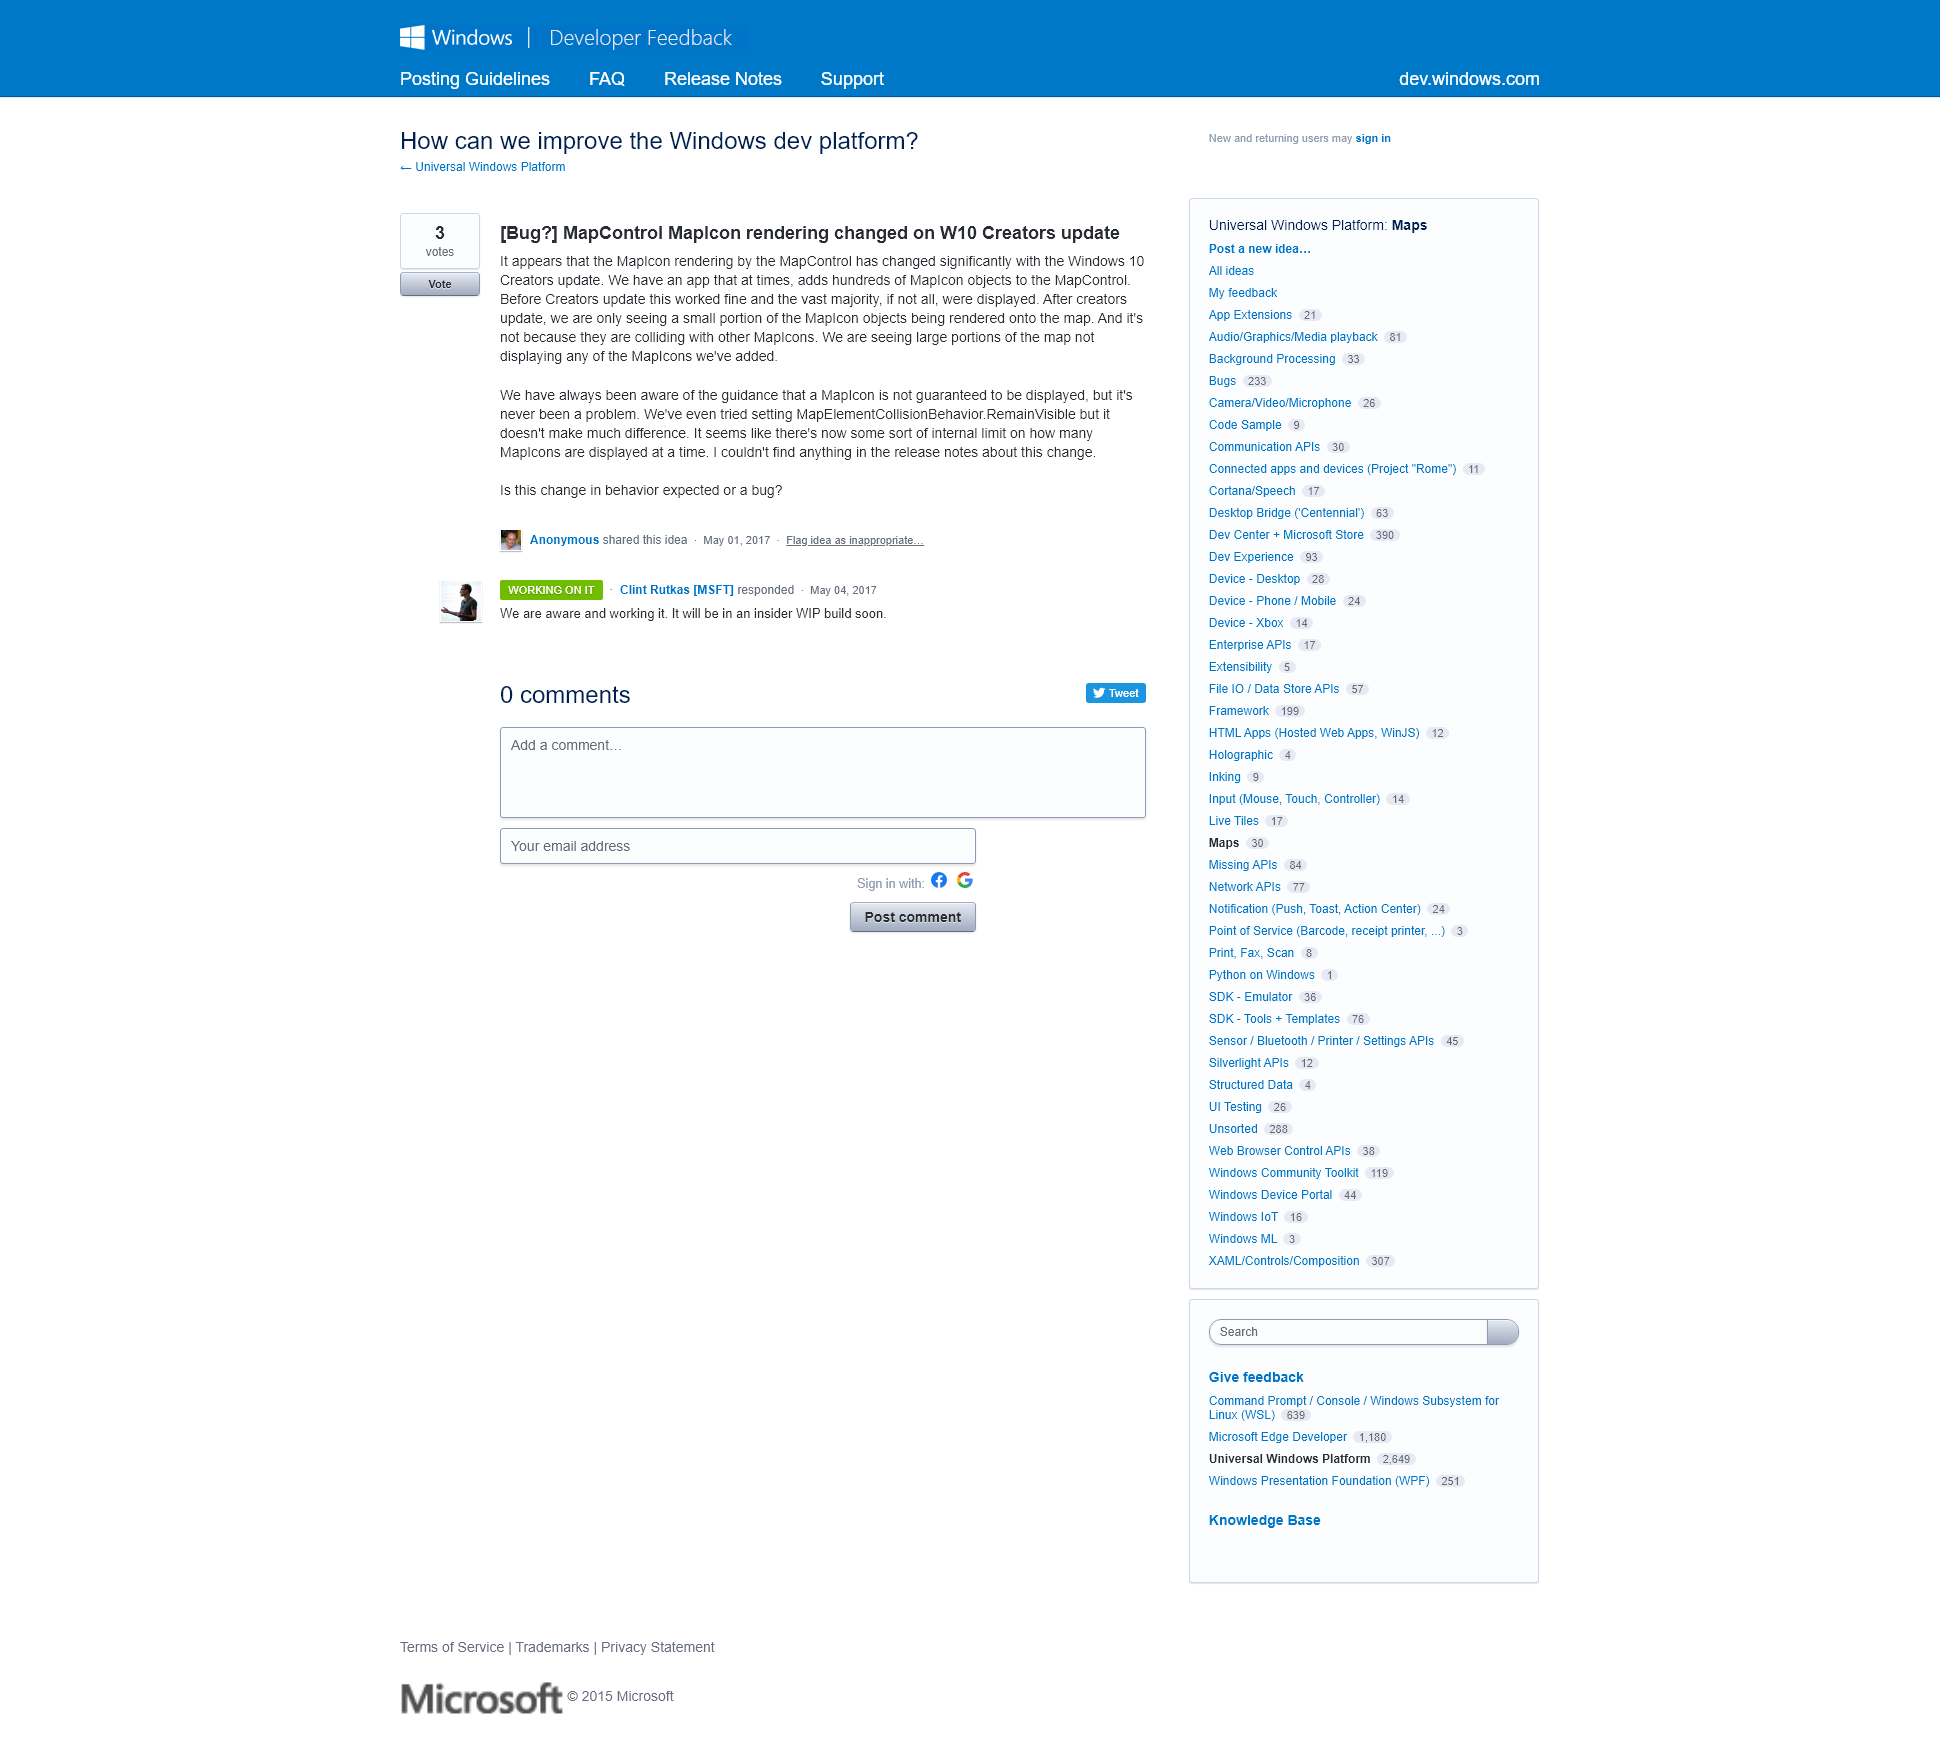 Windows | Developer Feedback
Posting Guidelines FAQ Release Notes Support dev.windows.com
How can we improve the Windows dev platform?
← Universal Windows Platform
New and returning users may sign in
3
votes
Vote
[Bug?] MapControl MapIcon rendering changed on W10 Creators update
It appears that the MapIcon rendering by the MapControl has changed significantly with the Windows 10
Creators update. We have an app that at times, adds hundreds of MapIcon objects to the MapControl.
Before Creators update this worked fine and the vast majority, if not all, were displayed. After creators
update, we are only seeing a small portion of the MapIcon objects being rendered onto the map. And it's
not because they are colliding with other MapIcons. We are seeing large portions of the map not
displaying any of the MapIcons we've added.
We have always been aware of the guidance that a MapIcon is not guaranteed to be displayed, but it's
never been a problem. We've even tried setting MapElementCollisionBehavior.RemainVisible but it
doesn't make much difference. It seems like there's now some sort of internal limit on how many
MapIcons are displayed at a time. I couldn't find anything in the release notes about this change.
Is this change in behavior expected or a bug?
Anonymous shared this idea · May 01, 2017 · Flag idea as inappropriate…
WORKING ON IT · Clint Rutkas [MSFT] responded · May 04, 2017
We are aware and working it. It will be in an insider WIP build soon.
0 comments
Tweet
Add a comment…
Your email address
Sign in with:
Post comment
Universal Windows Platform: Maps
Post a new idea…
All ideas
My feedback
App Extensions 21
Audio/Graphics/Media playback 81
Background Processing 33
Bugs 233
Camera/Video/Microphone 26
Code Sample 9
Communication APIs 30
Connected apps and devices (Project "Rome") 11
Cortana/Speech 17
Desktop Bridge ('Centennial') 63
Dev Center + Microsoft Store 390
Dev Experience 93
Device - Desktop 28
Device - Phone / Mobile 24
Device - Xbox 14
Enterprise APIs 17
Extensibility 5
File IO / Data Store APIs 57
Framework 199
HTML Apps (Hosted Web Apps, WinJS) 12
Holographic 4
Inking 9
Input (Mouse, Touch, Controller) 14
Live Tiles 17
Maps 30
Missing APIs 84
Network APIs 77
Notification (Push, Toast, Action Center) 24
Point of Service (Barcode, receipt printer, ...) 3
Print, Fax, Scan 8
Python on Windows 1
SDK - Emulator 36
SDK - Tools + Templates 76
Sensor / Bluetooth / Printer / Settings APIs 45
Silverlight APIs 12
Structured Data 4
UI Testing 26
Unsorted 288
Web Browser Control APIs 38
Windows Community Toolkit 119
Windows Device Portal 44
Windows IoT 16
Windows ML 3
XAML/Controls/Composition 307
Search
Give feedback
Command Prompt / Console / Windows Subsystem for
Linux (WSL) 639
Microsoft Edge Developer 1,180
Universal Windows Platform 2,649
Windows Presentation Foundation (WPF) 251
Knowledge Base
Terms of Service | Trademarks | Privacy Statement
Microsoft © 2015 Microsoft